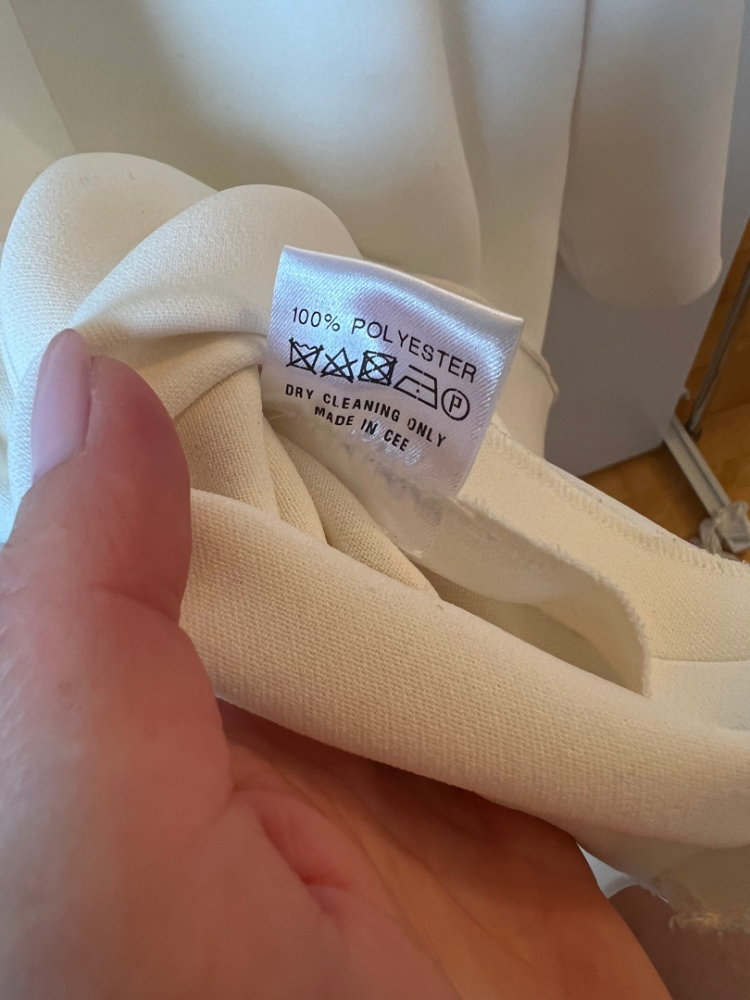 100% POLYESTER
P
DRY CLEANING ONLY
MADE IN CEE